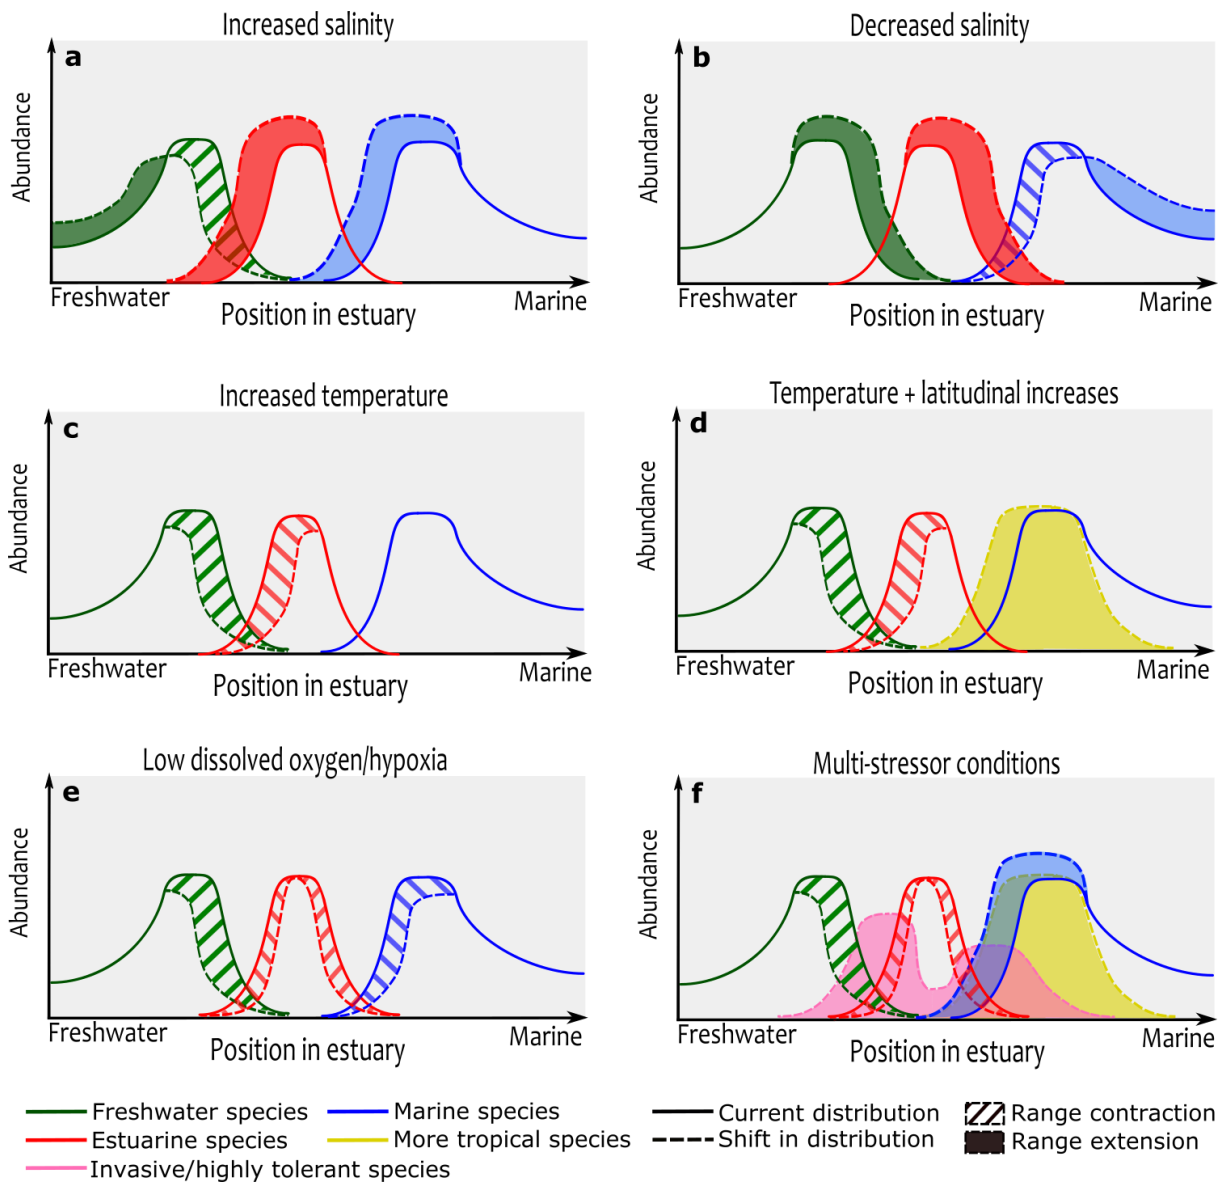 Increased salinity
a
Abundance
Freshwater
Marine
Position in estuary
Decreased salinity
b
Abundance
Freshwater
Marine
Position in estuary
Increased temperature
c
Abundance
Freshwater
Marine
Position in estuary
Temperature + latitudinal increases
d
Abundance
Freshwater
Marine
Position in estuary
Low dissolved oxygen/hypoxia
e
Abundance
Freshwater
Marine
Position in estuary
Multi-stressor conditions
f
Abundance
Freshwater
Marine
Position in estuary
Freshwater species
Marine species
Current distribution
Range contraction
Estuarine species
More tropical species
Shift in distribution
Range extension
Invasive/highly tolerant species